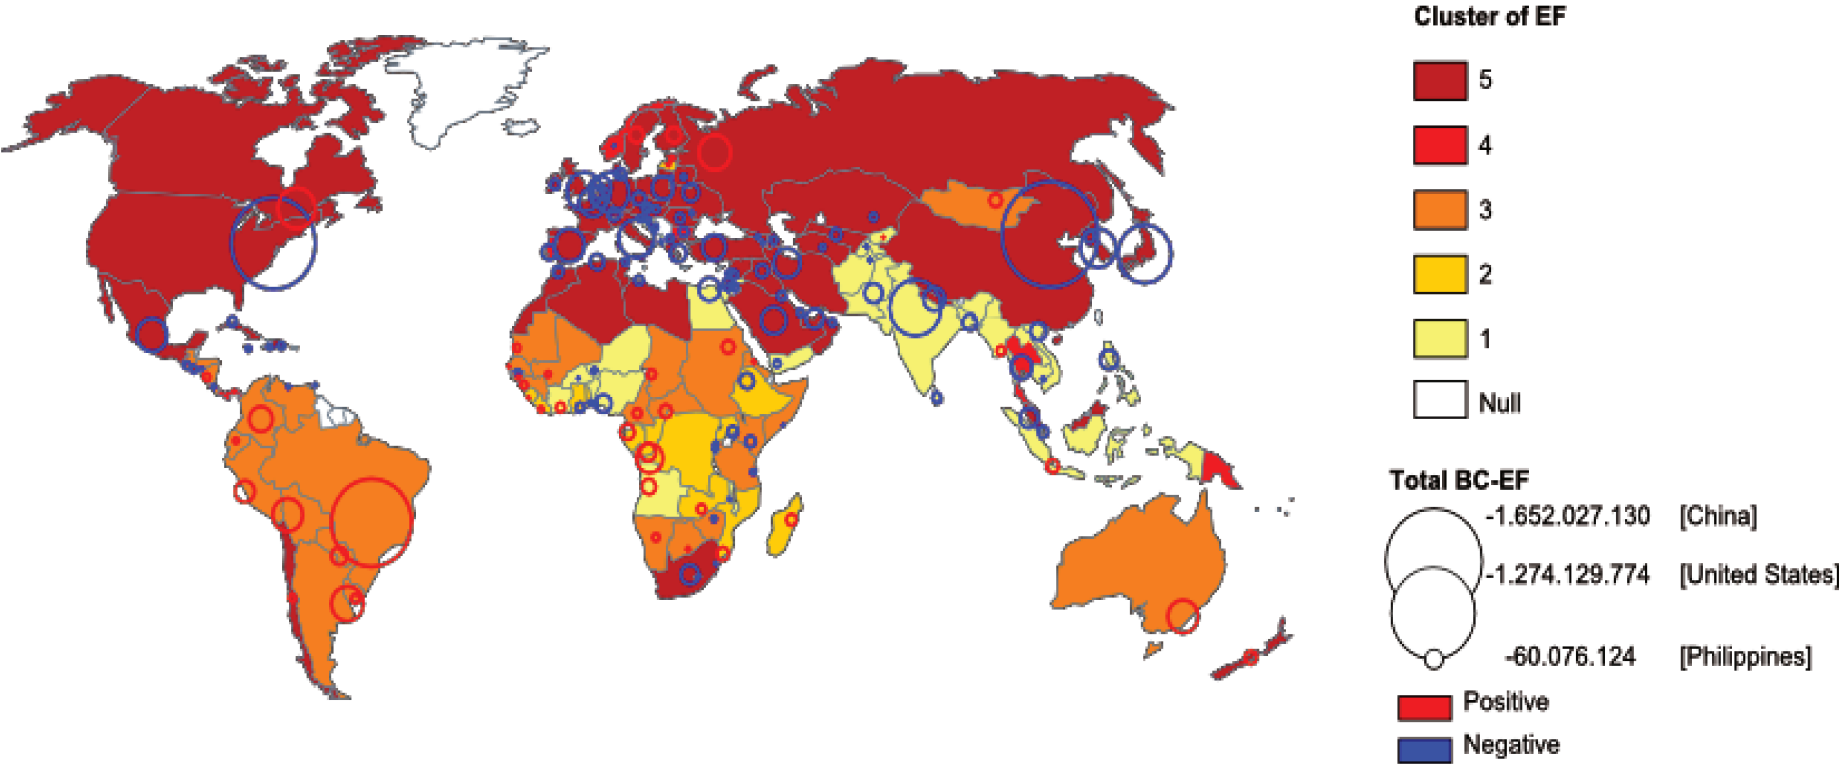 Cluster of EF
5
4
3
2
1
Null
Total BC-EF
-1.652.027.130 [China]
-1.274.129.774 [United States]
-60.076.124 [Philippines]
Positive
Negative